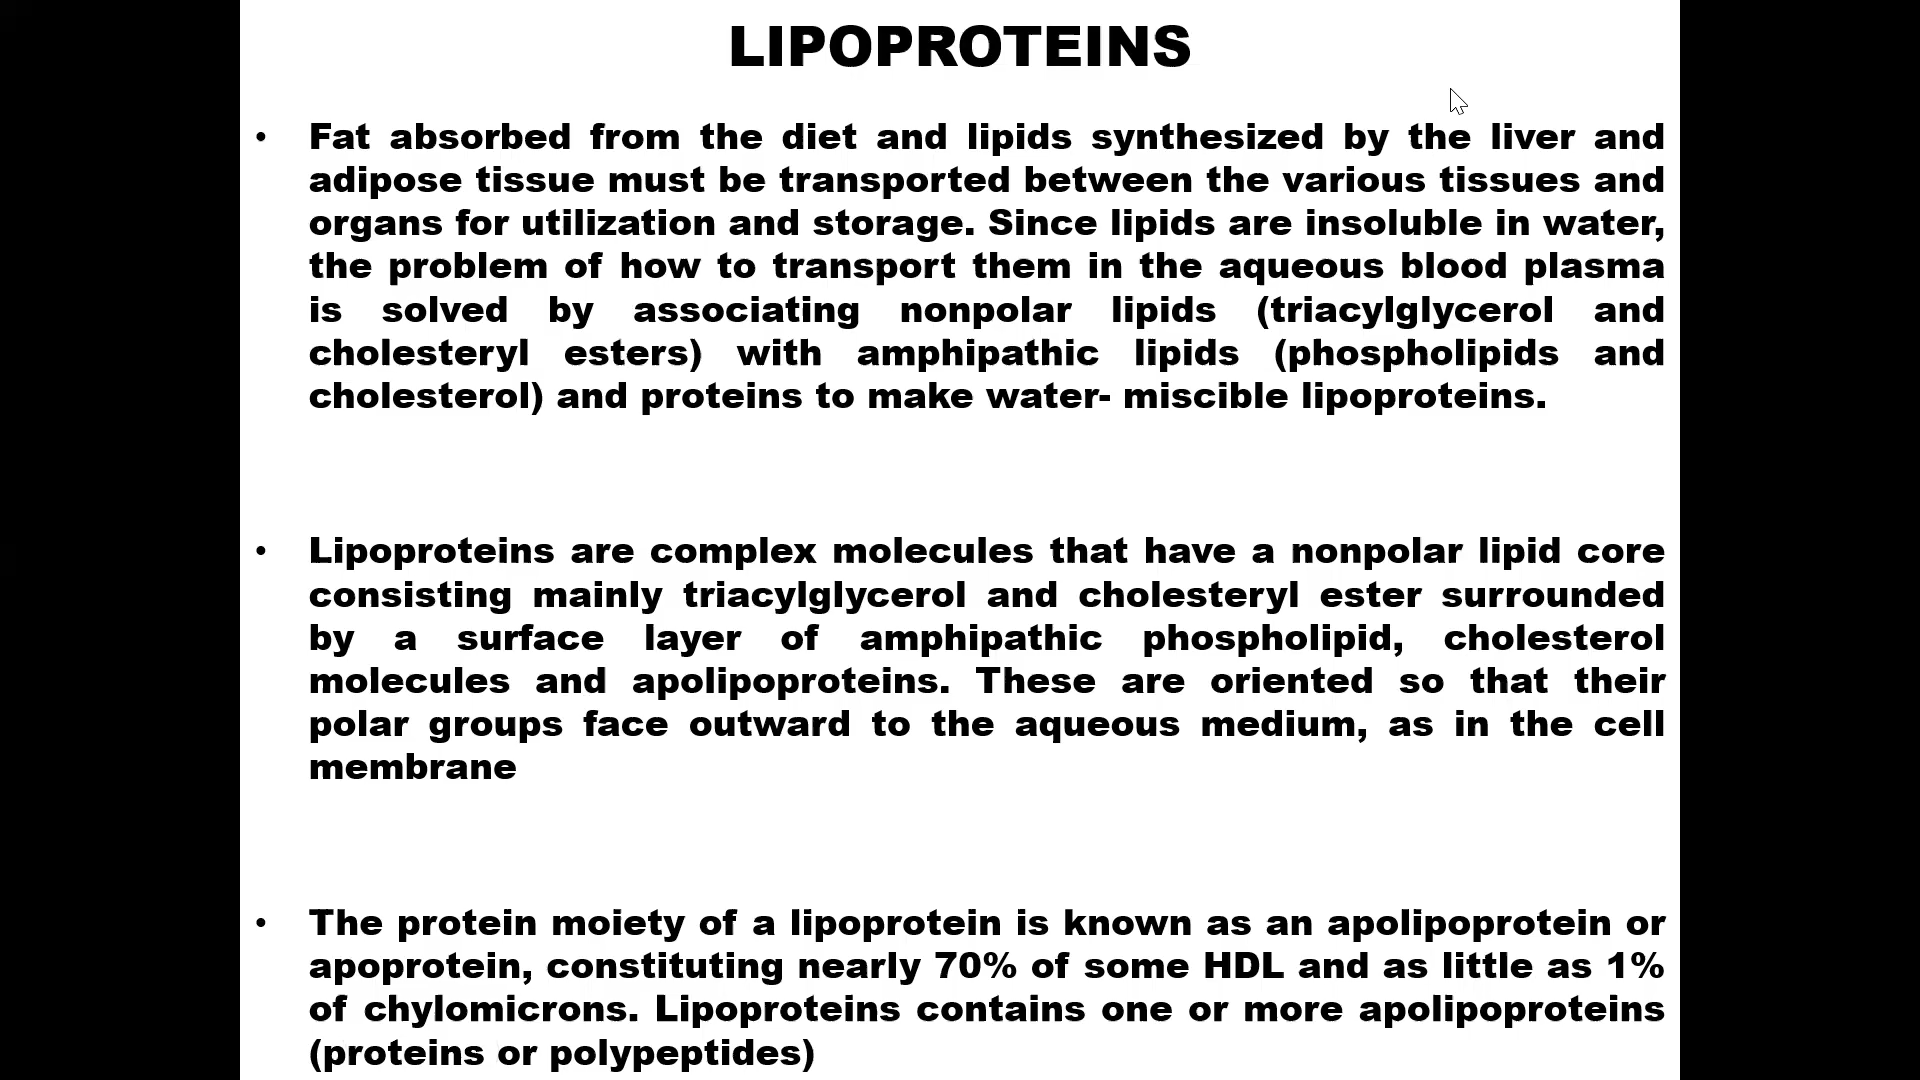 LIPOPROTEINS
• Fat absorbed from the diet and lipids synthesized by the liver and
adipose tissue must be transported between the various tissues and
organs for utilization and storage. Since lipids are insoluble in water,
the problem of how to transport them in the aqueous blood plasma
is solved by associating nonpolar lipids (triacylglycerol and
cholesteryl esters) with amphipathic lipids (phospholipids and
cholesterol) and proteins to make water- miscible lipoproteins.
• Lipoproteins are complex molecules that have a nonpolar lipid core
consisting mainly triacylglycerol and cholesteryl ester surrounded
by a surface layer of amphipathic phospholipid, cholesterol
molecules and apolipoproteins. These are oriented so that their
polar groups face outward to the aqueous medium, as in the cell
membrane
• The protein moiety of a lipoprotein is known as an apolipoprotein or
apoprotein, constituting nearly 70% of some HDL and as little as 1%
of chylomicrons. Lipoproteins contains one or more apolipoproteins
(proteins or polypeptides)